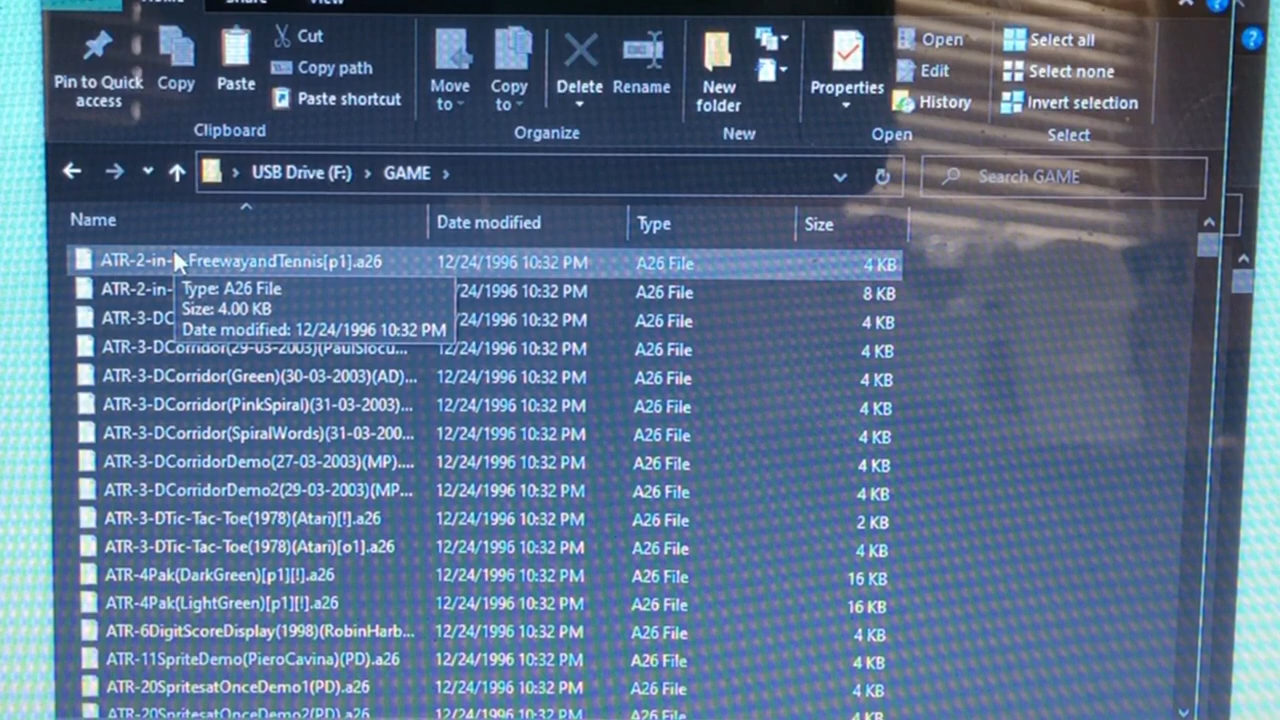 Home Share View
Pin to Quick access
Copy
Paste
Cut
Copy path
Paste shortcut
Move to
Copy to
Delete
Rename
New folder
Properties
Open
Edit
History
Select all
Select none
Invert selection
Clipboard Organize New Open Select
USB Drive (F:) > GAME >
Search GAME
Name Date modified Type Size
ATR-2-in- FreewayandTennis[p1].a26 12/24/1996 10:32 PM A26 File 4 KB
ATR-2-in- 12/24/1996 10:32 PM A26 File 8 KB
Type: A26 File
Size: 4.00 KB
Date modified: 12/24/1996 10:32 PM
ATR-3-DC /24/1996 10:32 PM A26 File 4 KB
ATR-3-DCorridor(29-03-2003)(PaulSlocu... 12/24/1996 10:32 PM A26 File 4 KB
ATR-3-DCorridor(Green)(30-03-2003)(AD)... 12/24/1996 10:32 PM A26 File 4 KB
ATR-3-DCorridor(PinkSpiral)(31-03-2003)... 12/24/1996 10:32 PM A26 File 4 KB
ATR-3-DCorridor(SpiralWords)(31-03-200... 12/24/1996 10:32 PM A26 File 4 KB
ATR-3-DCorridorDemo(27-03-2003)(MP).... 12/24/1996 10:32 PM A26 File 4 KB
ATR-3-DCorridorDemo2(29-03-2003)(MP... 12/24/1996 10:32 PM A26 File 4 KB
ATR-3-DTic-Tac-Toe(1978)(Atari)[!].a26 12/24/1996 10:32 PM A26 File 2 KB
ATR-3-DTic-Tac-Toe(1978)(Atari)[o1].a26 12/24/1996 10:32 PM A26 File 4 KB
ATR-4Pak(DarkGreen)[p1][!].a26 12/24/1996 10:32 PM A26 File 16 KB
ATR-4Pak(LightGreen)[p1][!].a26 12/24/1996 10:32 PM A26 File 16 KB
ATR-6DigitScoreDisplay(1998)(RobinHarb... 12/24/1996 10:32 PM A26 File 4 KB
ATR-11SpriteDemo(PieroCavina)(PD).a26 12/24/1996 10:32 PM A26 File 4 KB
ATR-20SpritesatOnceDemo1(PD).a26 12/24/1996 10:32 PM A26 File 4 KB
ATR-20SpritesatOnceDemo2(PD).a26 12/24/1996 10:32 PM A26 File 4 KB